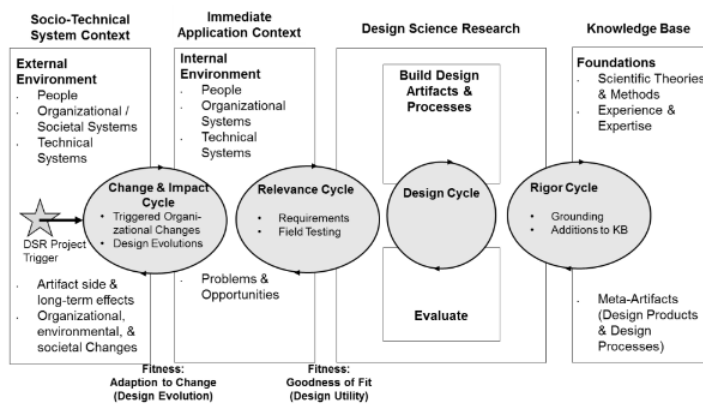 Socio-Technical
System Context
Immediate
Application Context
Design Science Research
Knowledge Base
External
Environment
· People
· Organizational /
Societal Systems
· Technical
Systems
Internal
Environment
· People
· Organizational
Systems
· Technical
Systems
Build Design
Artifacts &
Processes
Foundations
· Scientific Theories
& Methods
· Experience &
Expertise
DSR Project
Trigger
Change & Impact
Cycle
• Triggered Organi-
zational Changes
• Design Evolutions
Relevance Cycle
• Requirements
• Field Testing
Design Cycle
Rigor Cycle
• Grounding
• Additions to KB
· Artifact side &
long-term effects
· Organizational,
environmental, &
societal Changes
· Problems &
Opportunities
Evaluate
· Meta-Artifacts
(Design Products
& Design
Processes)
Fitness:
Adaption to Change
(Design Evolution)
Fitness:
Goodness of Fit
(Design Utility)